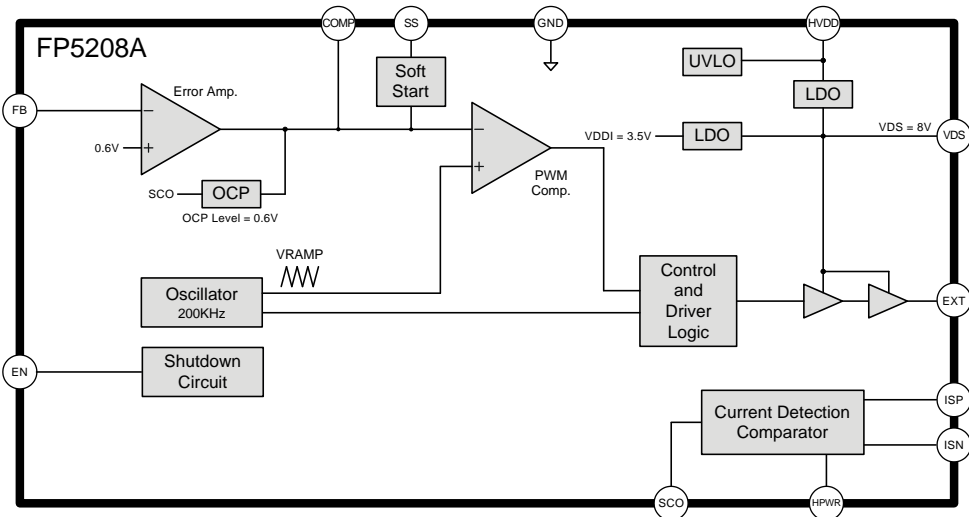 COMP
SS
GND
HVDD
FP5208A
UVLO
Soft
Start
Error Amp.
LDO
FB
−
−
VDDI = 3.5V
LDO
VDS = 8V
VDS
0.6V
+
+
PWM
Comp.
SCO
OCP
OCP Level = 0.6V
VRAMP
Control
and
Driver
Logic
Oscillator
200KHz
EXT
Shutdown
Circuit
EN
ISP
Current Detection
Comparator
ISN
SCO
HPWR